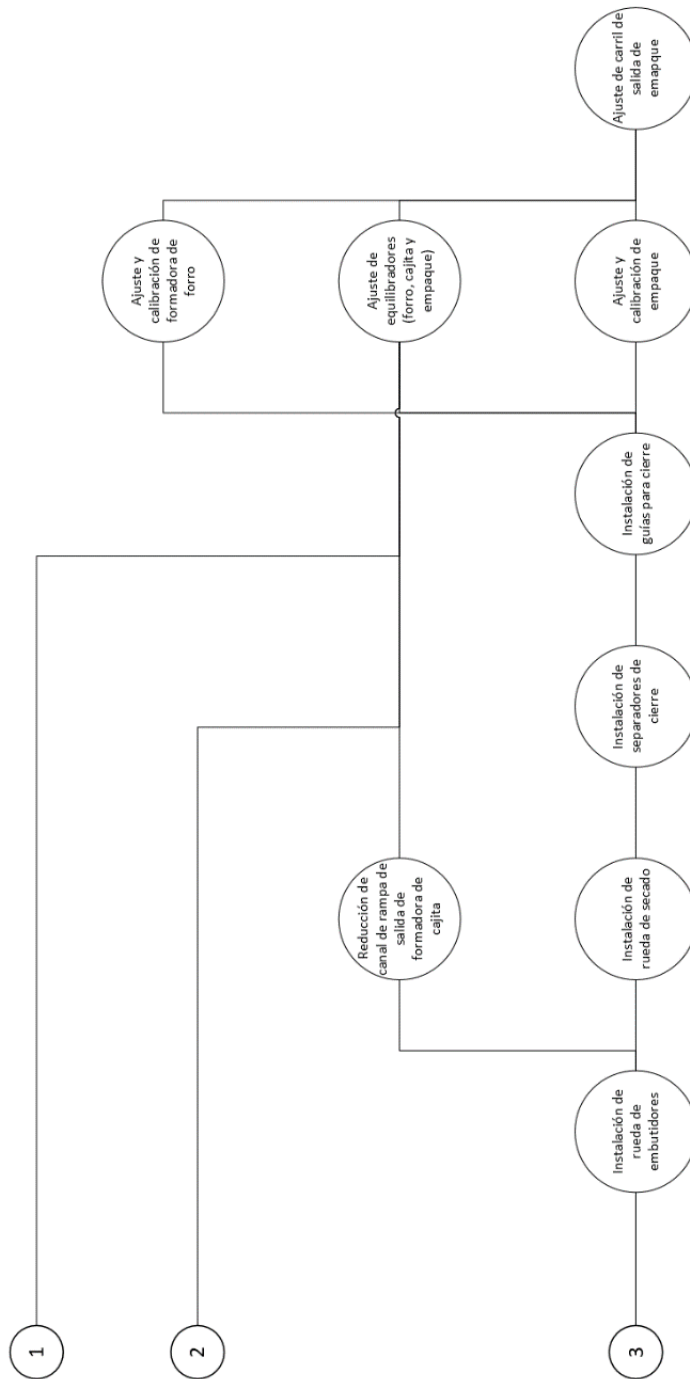 1
Ajuste y
calibración de
formadora de
forro
2
Reducción de
canal de rampa de
salida de
formadora de
cajita
Ajuste de
equilibradores
(forro, cajita y
empaque)
3
Instalación de
rueda de
embutidores
Instalación de
rueda de secado
Instalación de
separadores de
cierre
Instalación de
guías para cierre
Ajuste y
calibración de
empaque
Ajuste de carril de
salida de
emapque